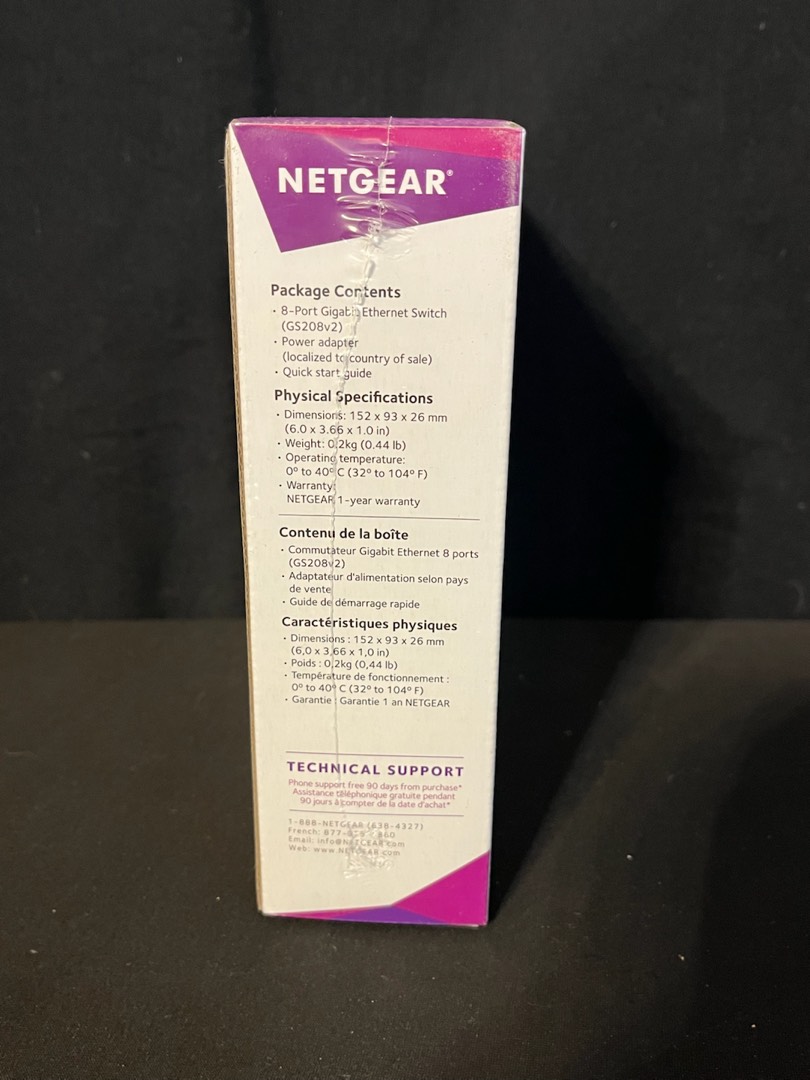 NETGEAR®
Package Contents
· 8-Port Gigabit Ethernet Switch
(GS208v2)
· Power adapter
(localized to country of sale)
· Quick start guide
Physical Specifications
· Dimensions: 152 x 93 x 26 mm
(6.0 x 3.66 x 1.0 in)
· Weight: 0.2kg (0.44 lb)
· Operating temperature:
0° to 40° C (32° to 104° F)
· Warranty:
NETGEAR 1-year warranty
Contenu de la boîte
· Commutateur Gigabit Ethernet 8 ports
(GS208v2)
· Adaptateur d'alimentation selon pays
de vente
· Guide de démarrage rapide
Caractéristiques physiques
· Dimensions : 152 x 93 x 26 mm
(6,0 x 3,66 x 1,0 in)
· Poids : 0,2kg (0,44 lb)
· Température de fonctionnement :
0° to 40° C (32° to 104° F)
· Garantie : Garantie 1 an NETGEAR
TECHNICAL SUPPORT
Phone support free 90 days from purchase*
Assistance téléphonique gratuite pendant
90 jours à compter de la date d'achat*
1-888-NETGEAR (638-4327)
French:
Email: info@NETGEAR.com
Web: www.NETGEAR.com